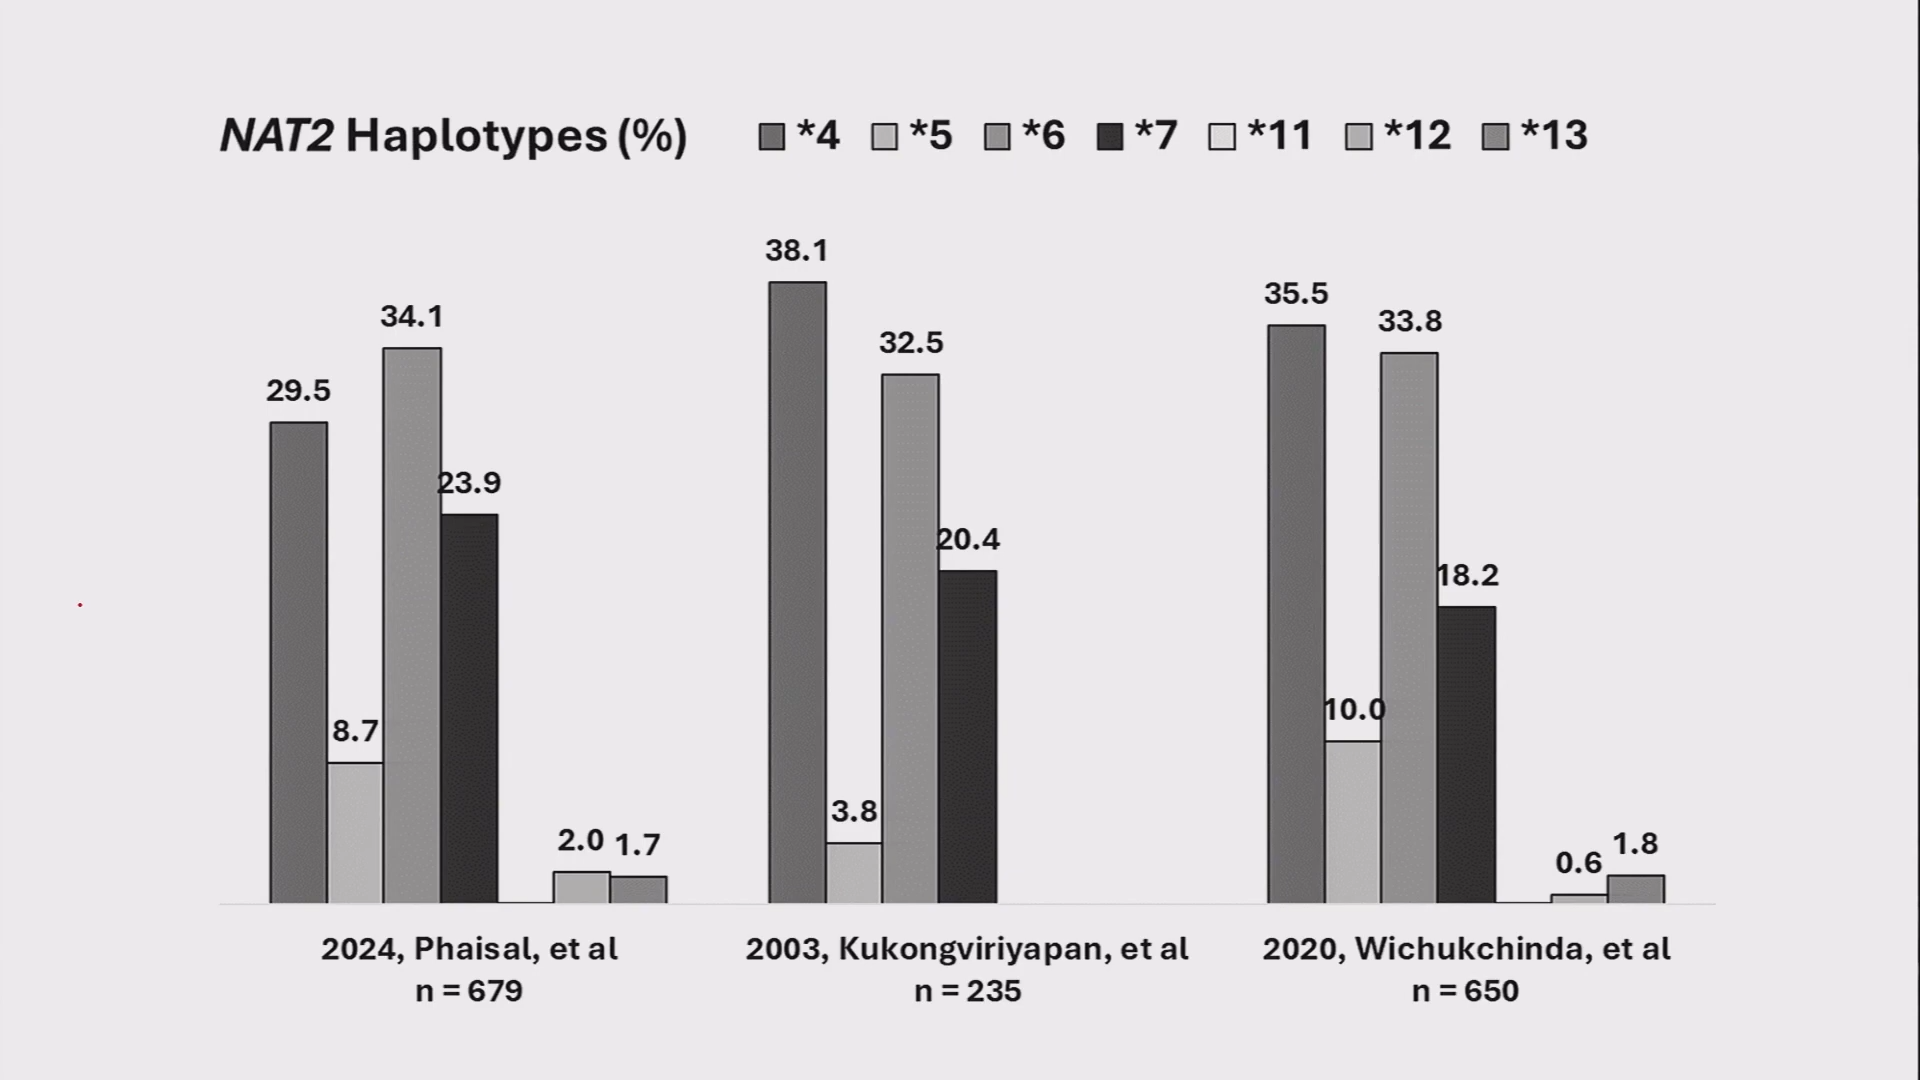 NAT2 Haplotypes (%)
*4 *5 *6 *7 *11 *12 *13
29.5
8.7
34.1
23.9
2.0
1.7
38.1
3.8
32.5
20.4
35.5
10.0
33.8
18.2
0.6
1.8
2024, Phaisal, et al
n = 679
2003, Kukongviriyapan, et al
n = 235
2020, Wichukchinda, et al
n = 650